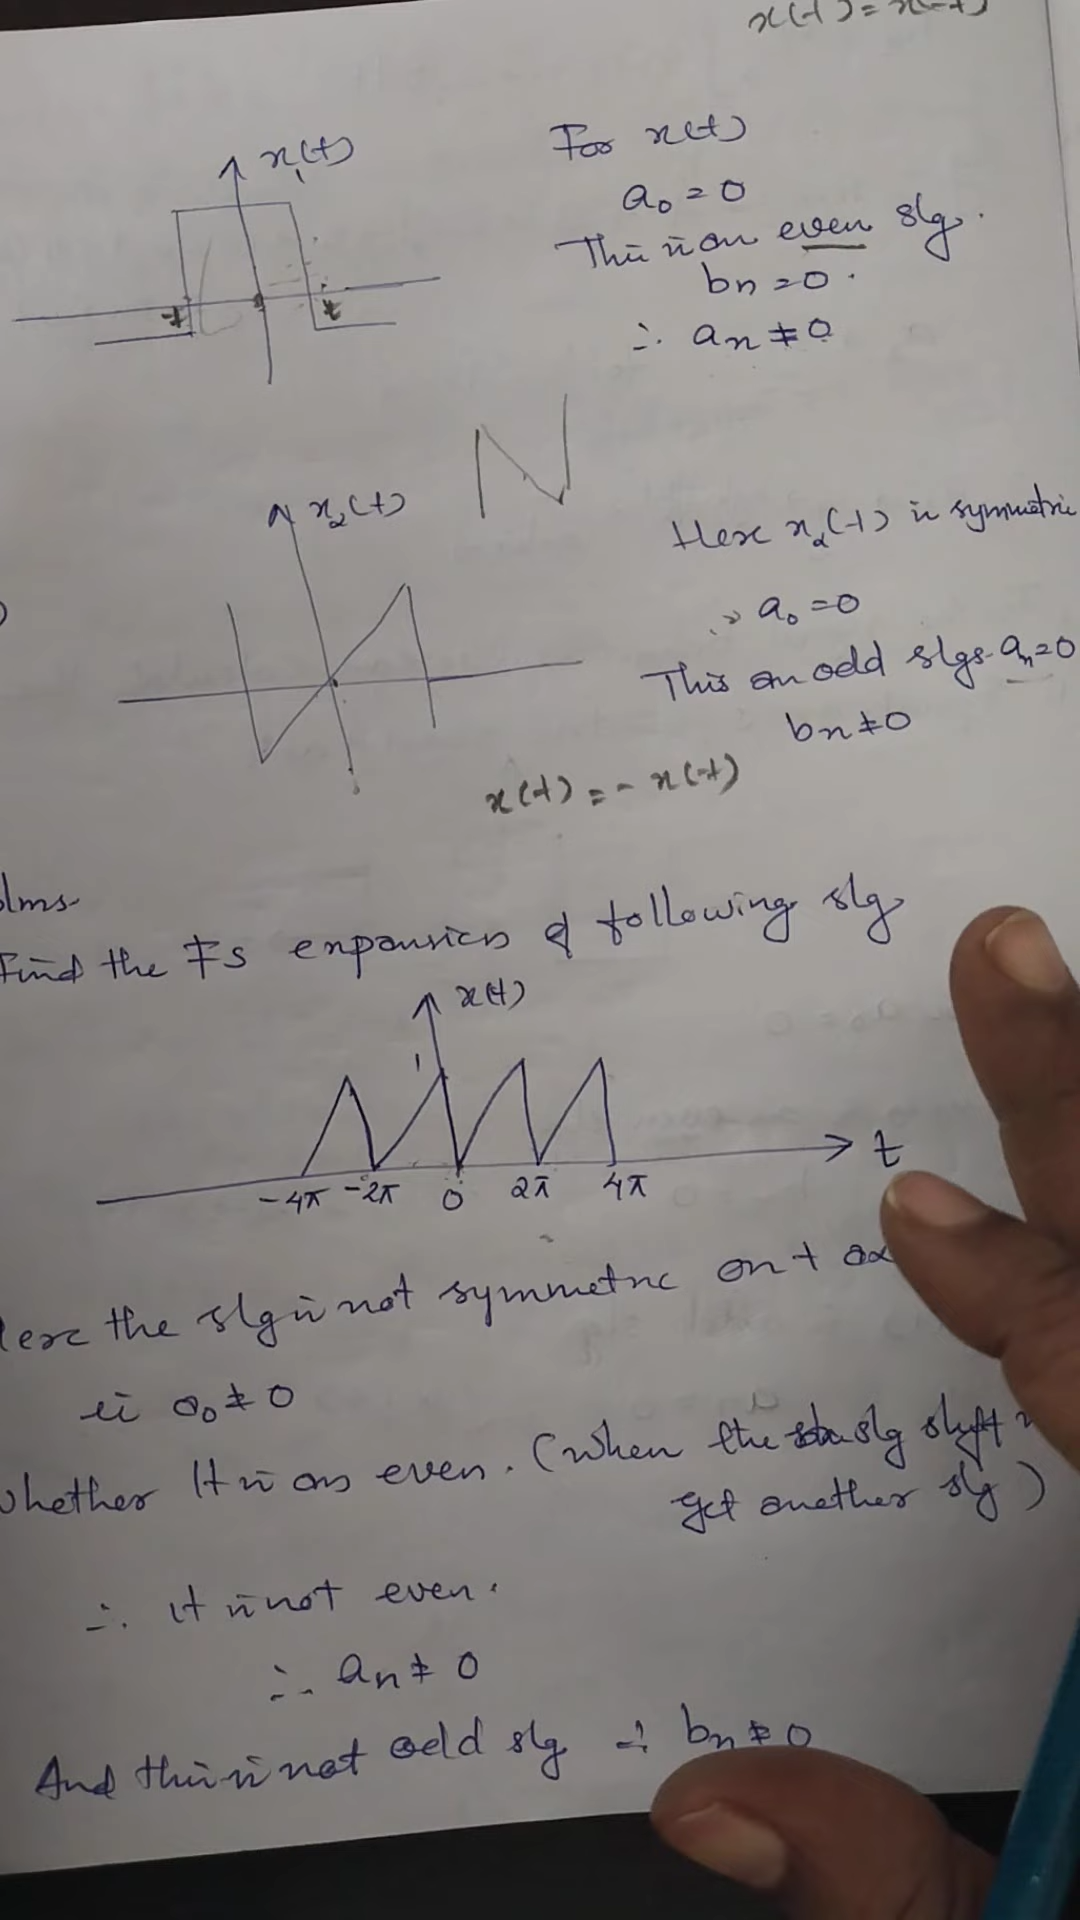 x(t) = x(-t)
x₁(t)
For x(t)
a₀ = 0
This is an even slg.
bn = 0.
∴ an ≠ 0
-t
t
x₂(t)
Here x₂(t) is symmetric
∴ a₀ = 0
This an odd slgs. an = 0
bn ≠ 0
x(t) = - x(-t)
blms
Find the FS expansion of following slg
x(t)
1
-4π -2π 0 2π 4π
t
Here the slg is not symmetric on t ax
ie a₀ ≠ 0
whether It is an even. (when the slg shift
get another slg)
∴ it is not even.
∴ an ≠ 0
And this is not odd slg ∴ bn ≠ 0